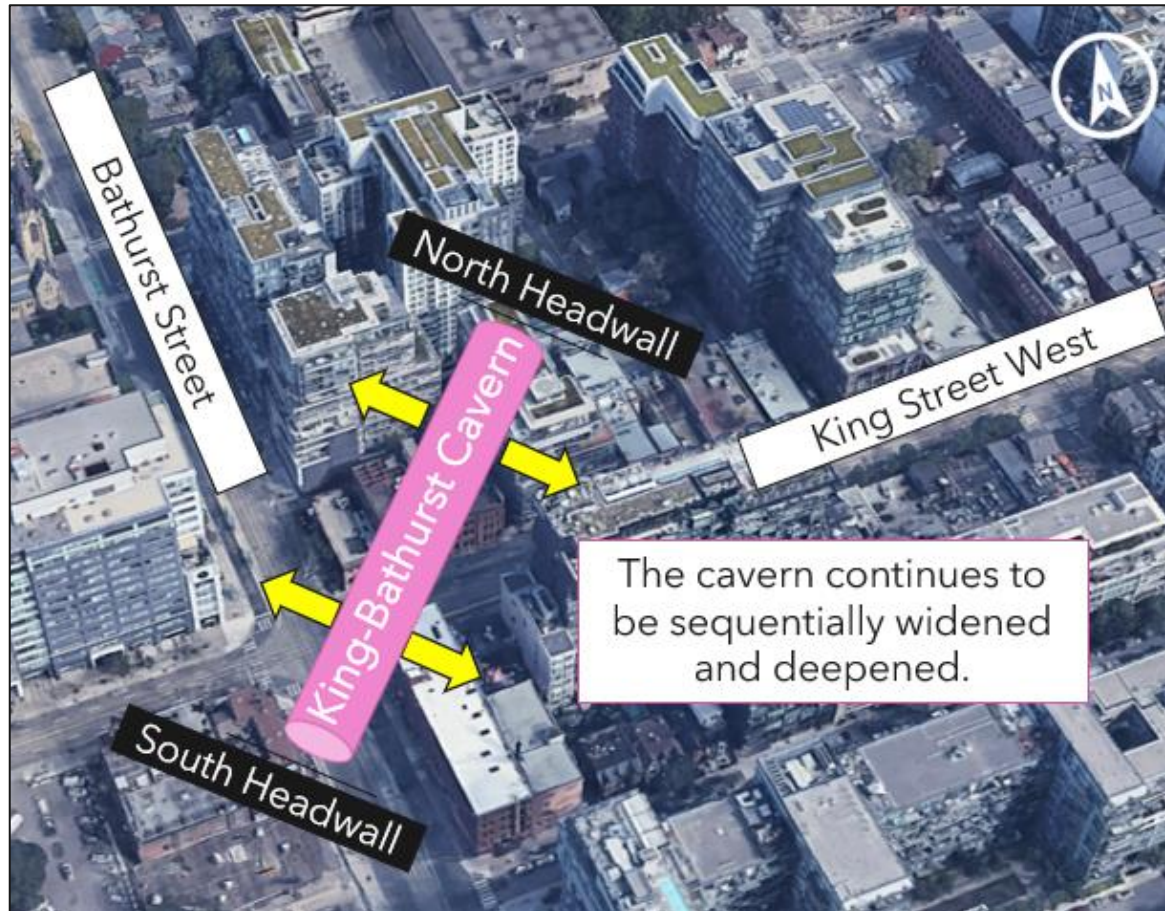 N
Bathurst Street
North Headwall
King Street West
King-Bathurst Cavern
The cavern continues to
be sequentially widened
and deepened.
South Headwall